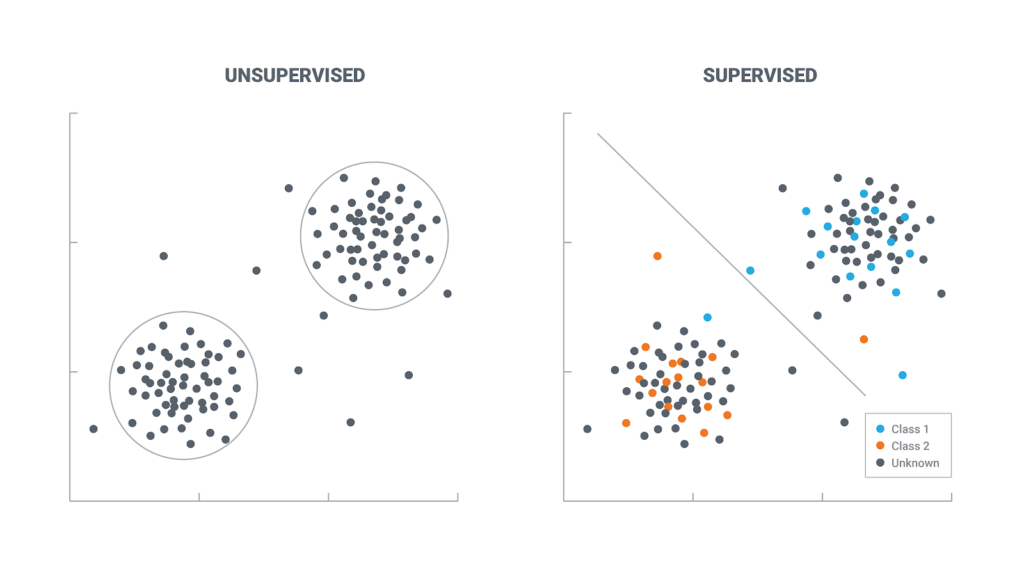 UNSUPERVISED
SUPERVISED
Class 1
Class 2
Unknown